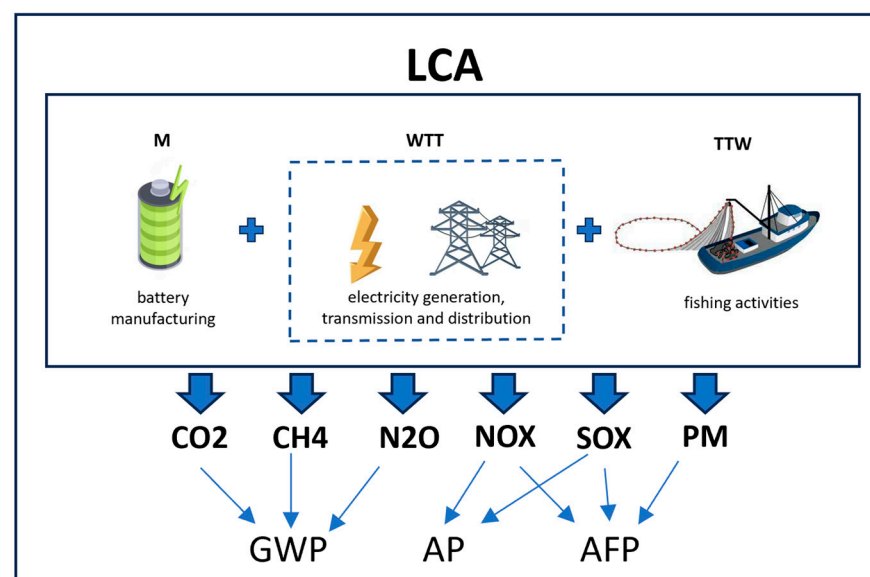 LCA
M
WTT
TTW
battery
manufacturing
electricity generation,
transmission and distribution
fishing activities
CO2
CH4
N2O
NOX
SOX
PM
GWP
AP
AFP